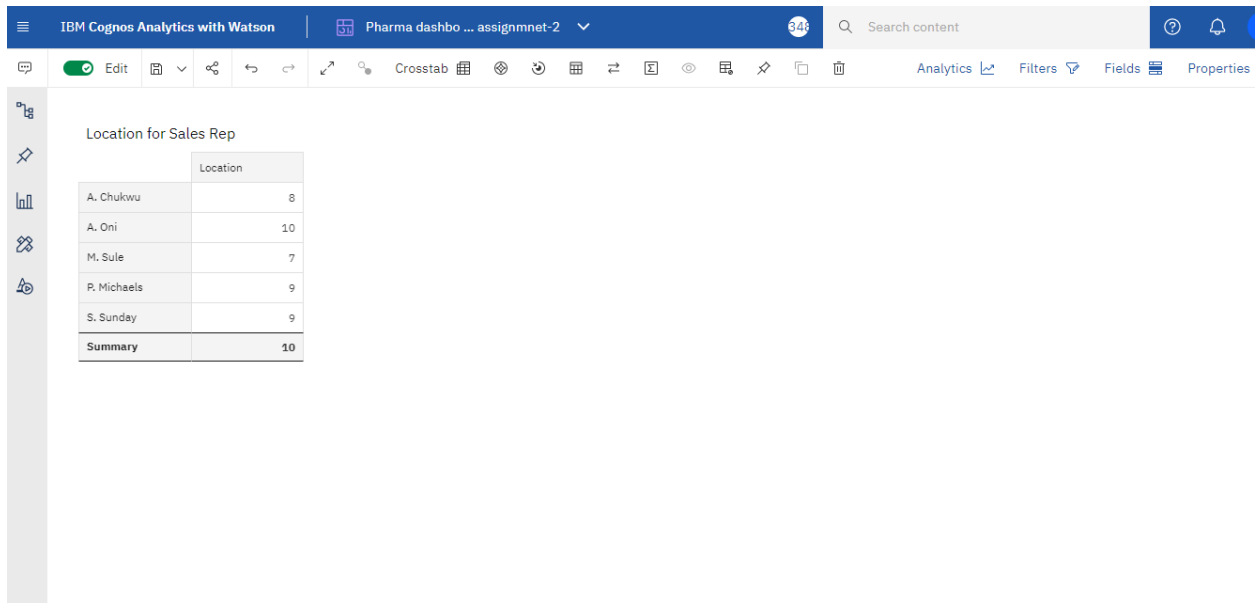 IBM Cognos Analytics with Watson
Pharma dashbo ... assignmnet-2
348
Search content
Edit
Crosstab
Analytics
Filters
Fields
Properties
Location for Sales Rep
Location
A. Chukwu 8
A. Oni 10
M. Sule 7
P. Michaels 9
S. Sunday 9
Summary 10